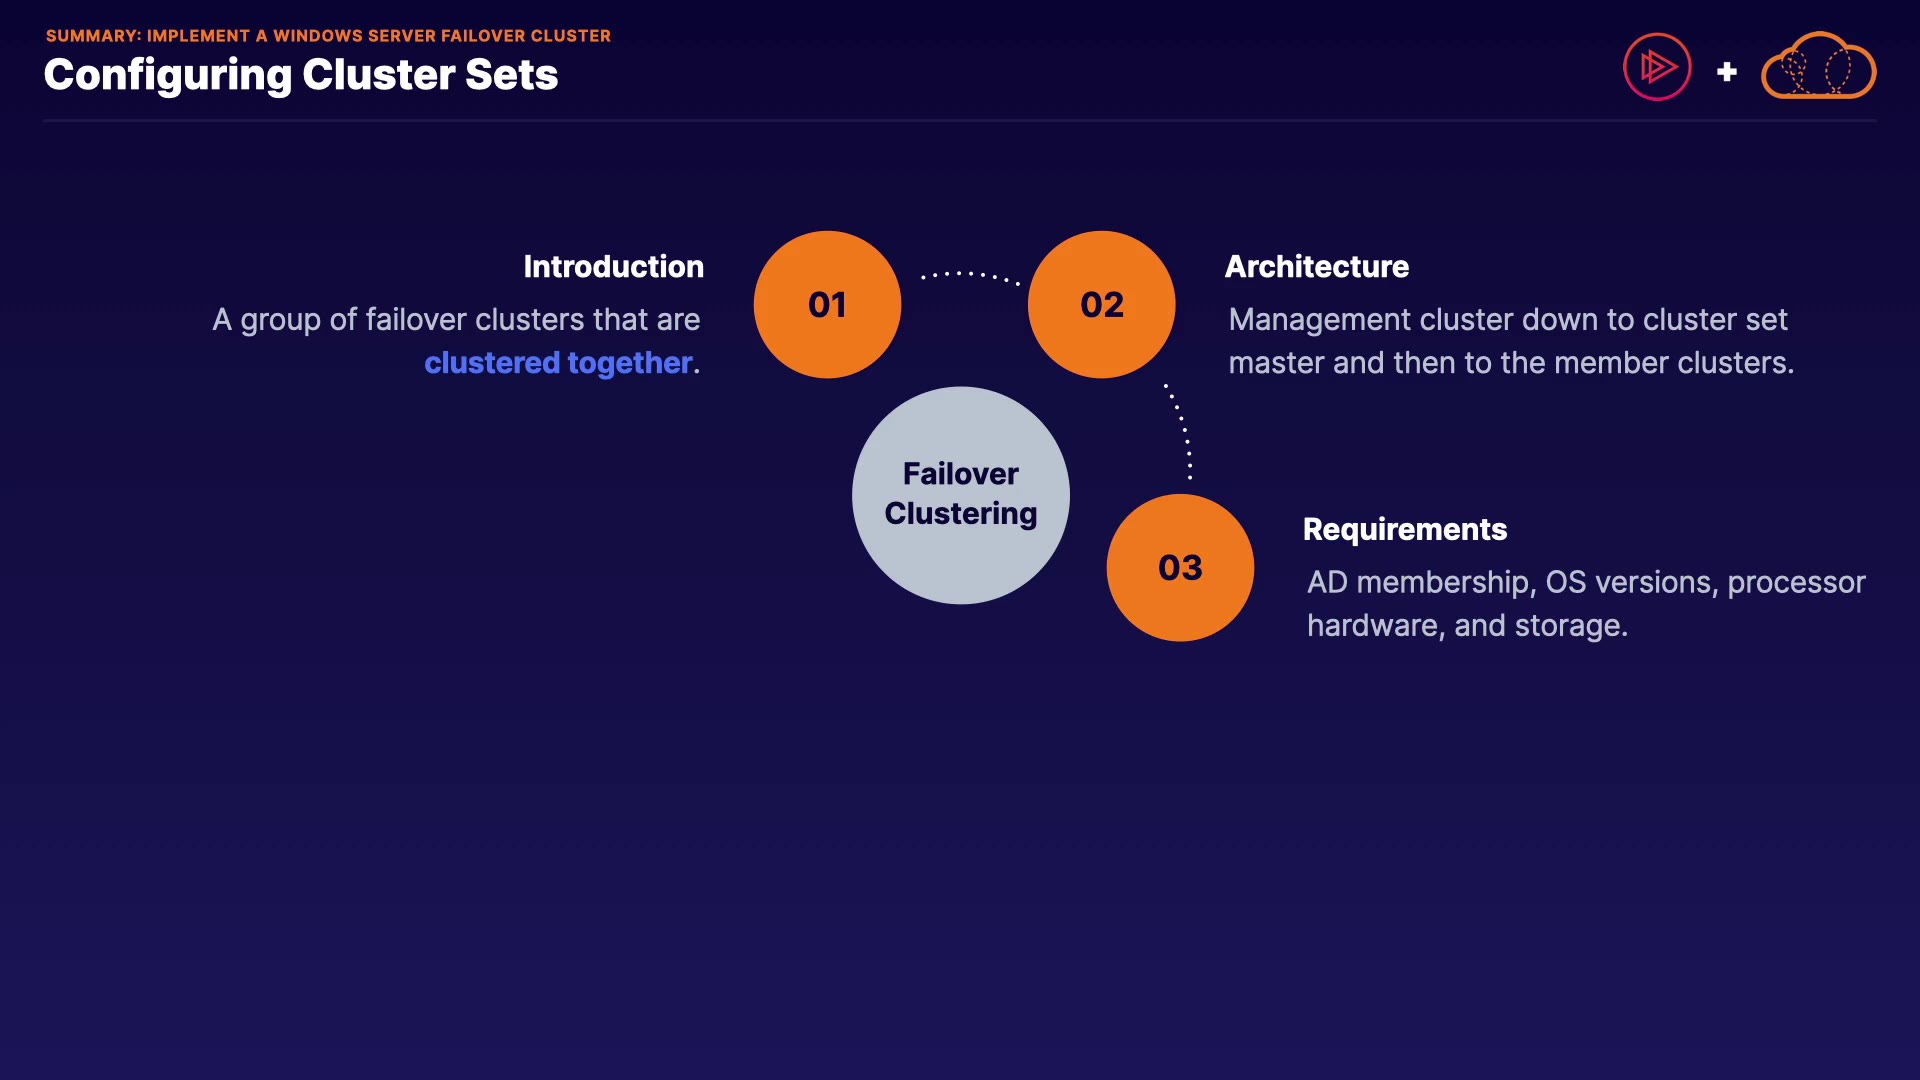 SUMMARY: IMPLEMENT A WINDOWS SERVER FAILOVER CLUSTER
Configuring Cluster Sets
Introduction
A group of failover clusters that are
clustered together.
01
02
Architecture
Management cluster down to cluster set
master and then to the member clusters.
Failover
Clustering
03
Requirements
AD membership, OS versions, processor
hardware, and storage.